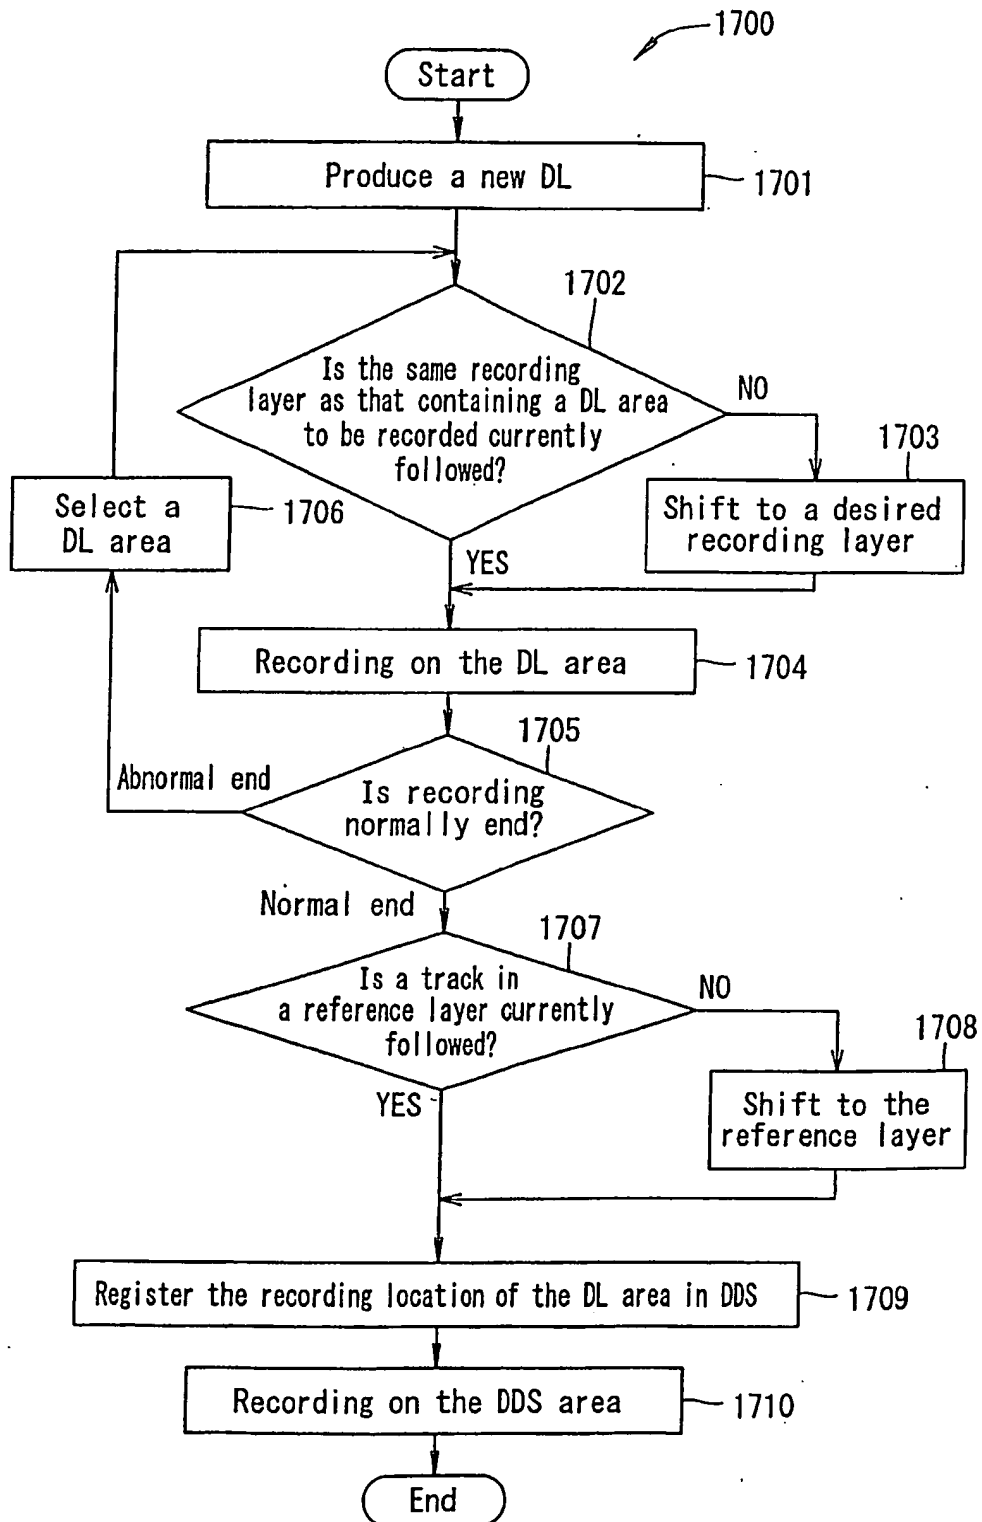 1700
Start
Produce a new DL
1701
1702
Is the same recording
layer as that containing a DL area
to be recorded currently
followed?
NO
1703
Shift to a desired
recording layer
Select a
DL area
1706
YES
Recording on the DL area
1704
1705
Abnormal end
Is recording
normally end?
Normal end
1707
Is a track in
a reference layer currently
followed?
NO
1708
Shift to the
reference layer
YES
Register the recording location of the DL area in DDS
1709
Recording on the DDS area
1710
End